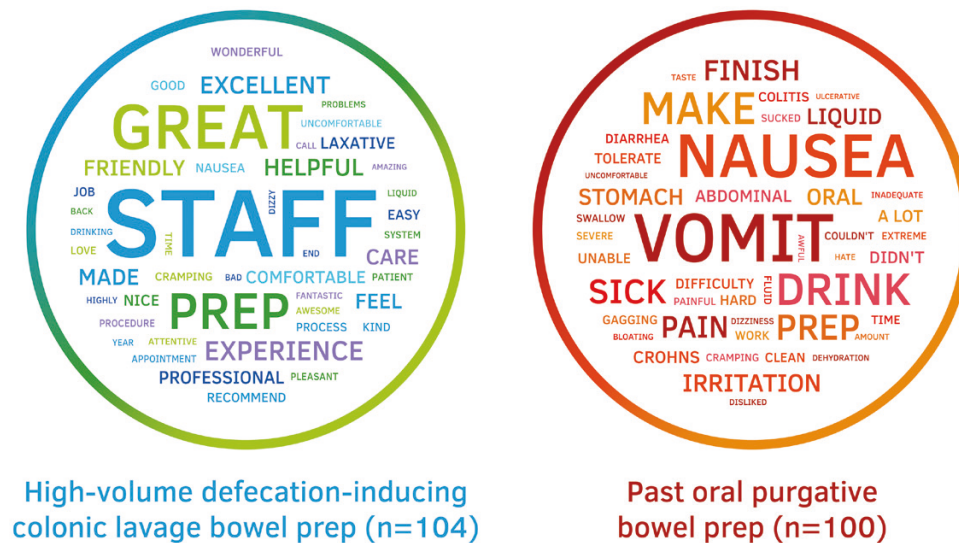 WONDERFUL
GOOD EXCELLENT
GREAT
PROBLEMS
UNCOMFORTABLE
CALL LAXATIVE
FRIENDLY NAUSEA HELPFUL AMAZING
JOB
STAFF
DIZZY
LIQUID
BACK
EASY
DRINKING
TIME
SYSTEM
LOVE
END
CARE
MADE CRAMPING BAD COMFORTABLE PATIENT
HIGHLY NICE PREP FANTASTIC FEEL
AWESOME
PROCEDURE
PROCESS KIND
YEAR ATTENTIVE EXPERIENCE
APPOINTMENT
PROFESSIONAL PLEASANT
RECOMMEND
High-volume defecation-inducing
colonic lavage bowel prep (n=104)
TASTE FINISH
MAKE COLITIS ULCERATIVE
SUCKED LIQUID
DIARRHEA NAUSEA
TOLERATE
UNCOMFORTABLE
STOMACH ABDOMINAL ORAL INADEQUATE
SWALLOW VOMIT A LOT
SEVERE AWFUL COULDN'T EXTREME
UNABLE HATE DIDN'T
SICK DIFFICULTY FLUID DRINK
PAINFUL HARD
GAGGING PAIN DIZZINESS PREP TIME
BLOATING WORK AMOUNT
CROHNS CRAMPING CLEAN DEHYDRATION
IRRITATION
DISLIKED
Past oral purgative
bowel prep (n=100)